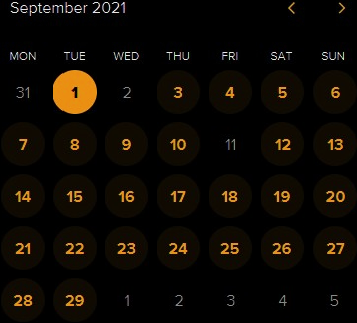 September 2021 < >
MON TUE WED THU FRI SAT SUN
31 1 2 3 4 5 6
7 8 9 10 11 12 13
14 15 16 17 18 19 20
21 22 23 24 25 26 27
28 29 1 2 3 4 5